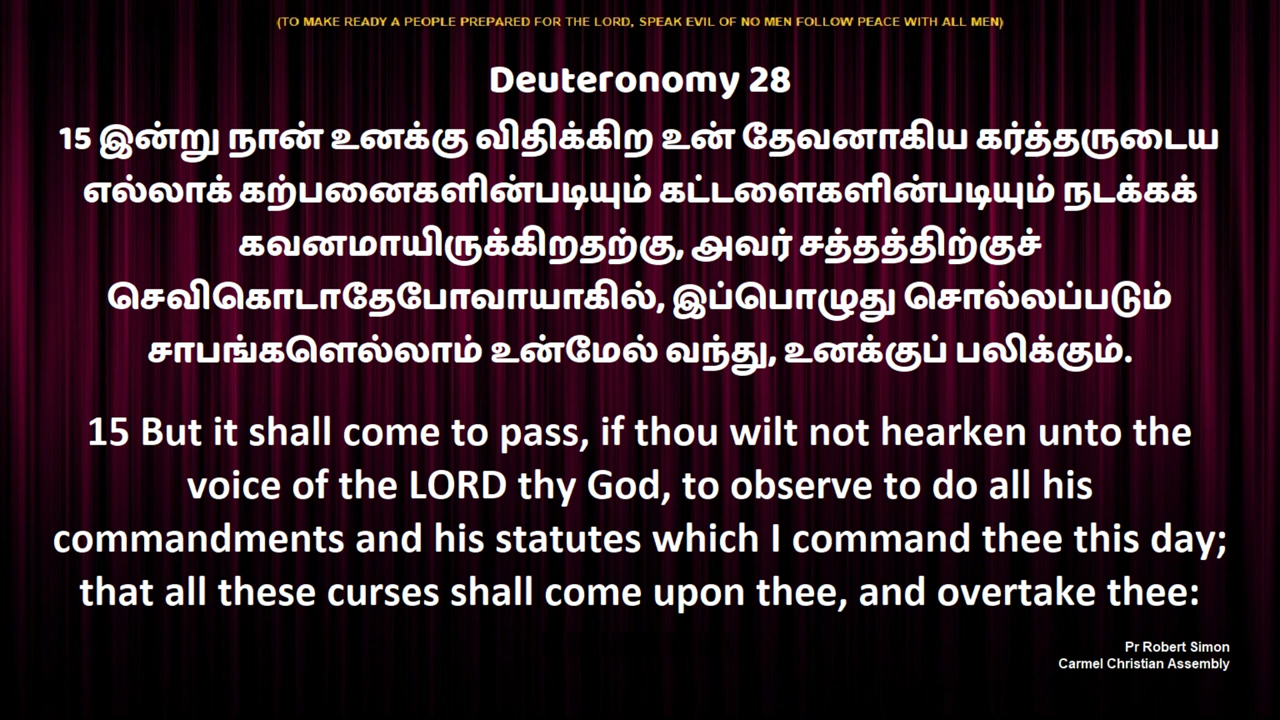 (TO MAKE READY A PEOPLE PREPARED FOR THE LORD, SPEAK EVIL OF NO MEN FOLLOW PEACE WITH ALL MEN)
Deuteronomy 28
15 இன்று நான் உனக்கு விதிக்கிற உன் தேவனாகிய கர்த்தருடைய
எல்லாக் கற்பனைகளின்படியும் கட்டளைகளின்படியும் நடக்கக்
கவனமாயிருக்கிறதற்கு, அவர் சத்தத்திற்குச்
செவிகொடாதேபோவாயாகில், இப்பொழுது சொல்லப்படும்
சாபங்களெல்லாம் உன்மேல் வந்து, உனக்குப் பலிக்கும்.
15 But it shall come to pass, if thou wilt not hearken unto the
voice of the LORD thy God, to observe to do all his
commandments and his statutes which I command thee this day;
that all these curses shall come upon thee, and overtake thee:
Pr Robert Simon
Carmel Christian Assembly